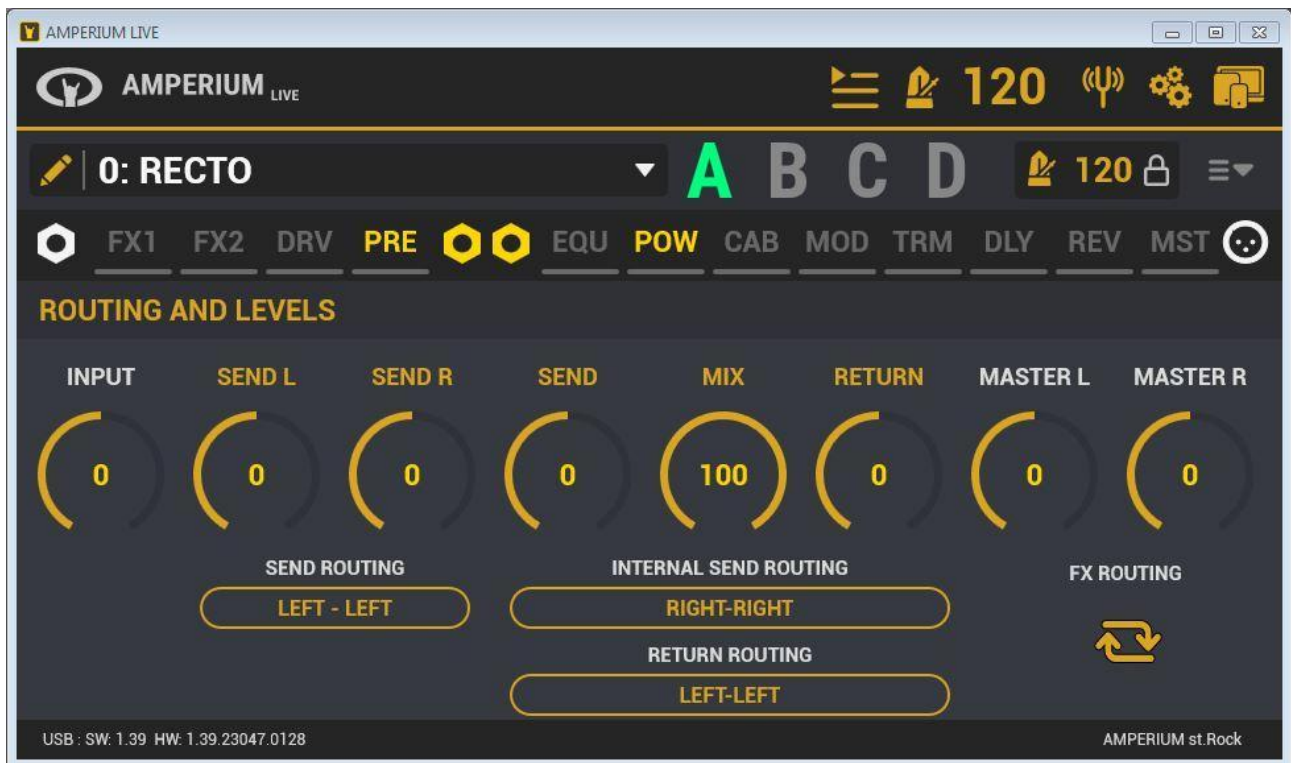 AMPERIUM LIVE
AMPERIUM LIVE 120
0: RECTO A B C D 120
FX1 FX2 DRV PRE EQU POW CAB MOD TRM DLY REV MST
ROUTING AND LEVELS
INPUT SEND L SEND R SEND MIX RETURN MASTER L MASTER R
0 0 0 0 100 0 0 0
SEND ROUTING INTERNAL SEND ROUTING FX ROUTING
LEFT - LEFT RIGHT-RIGHT
RETURN ROUTING
LEFT-LEFT
USB : SW: 1.39 HW: 1.39.23047.0128 AMPERIUM st.Rock